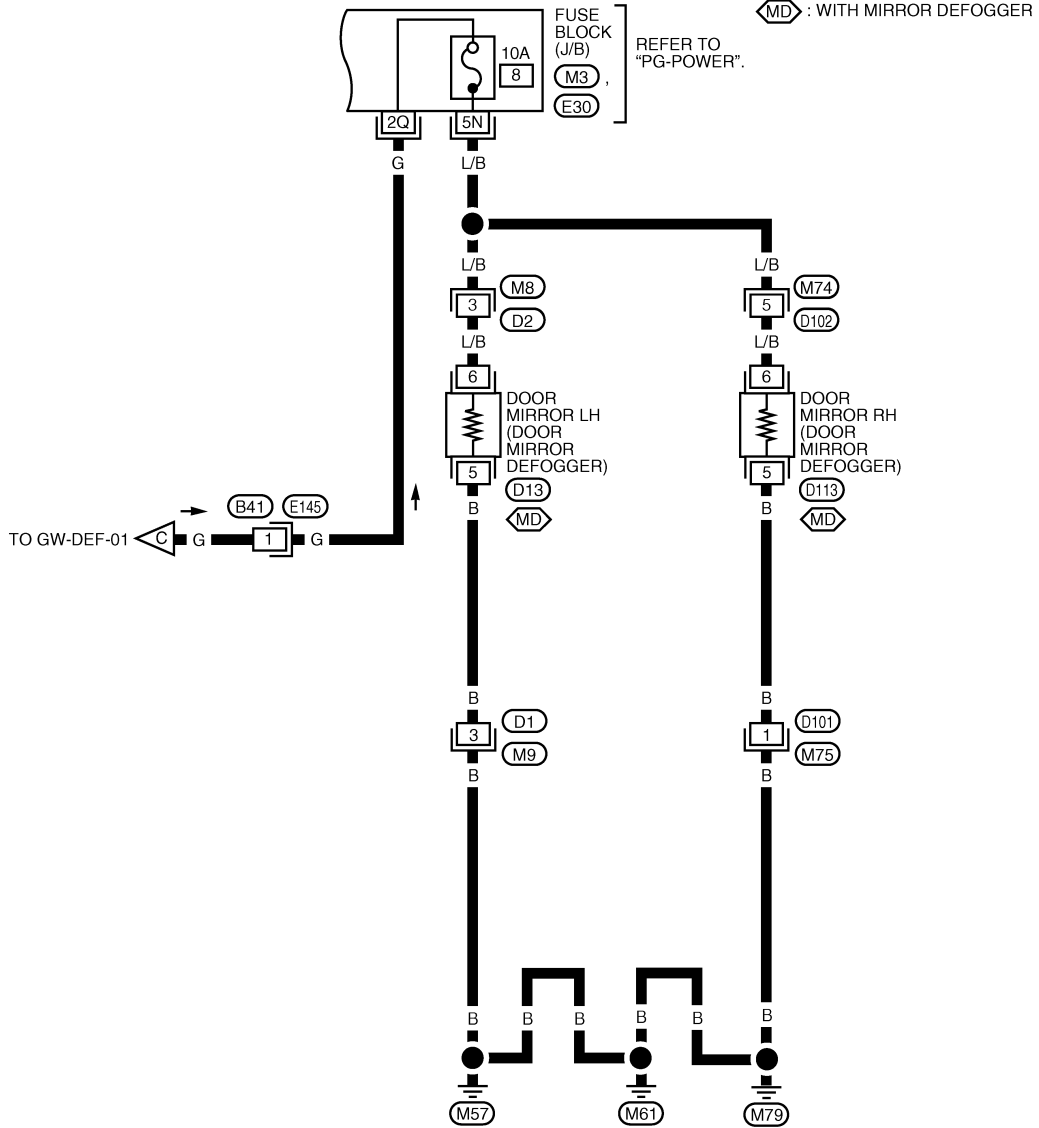 MD : WITH MIRROR DEFOGGER
FUSE
BLOCK
(J/B)
M3 ,
E30
REFER TO
“PG-POWER”.
10A
8
2Q
5N
G
L/B
L/B
L/B
3
M8
D2
5
M74
D102
L/B
L/B
6
6
DOOR
MIRROR LH
(DOOR
MIRROR
DEFOGGER)
D13
MD
DOOR
MIRROR RH
(DOOR
MIRROR
DEFOGGER)
D113
MD
5
5
B
B
TO GW-DEF-01
C
G
B41
E145
1
G
B
B
3
D1
M9
1
D101
M75
B
B
B
B
B
B
B
B
M57
M61
M79